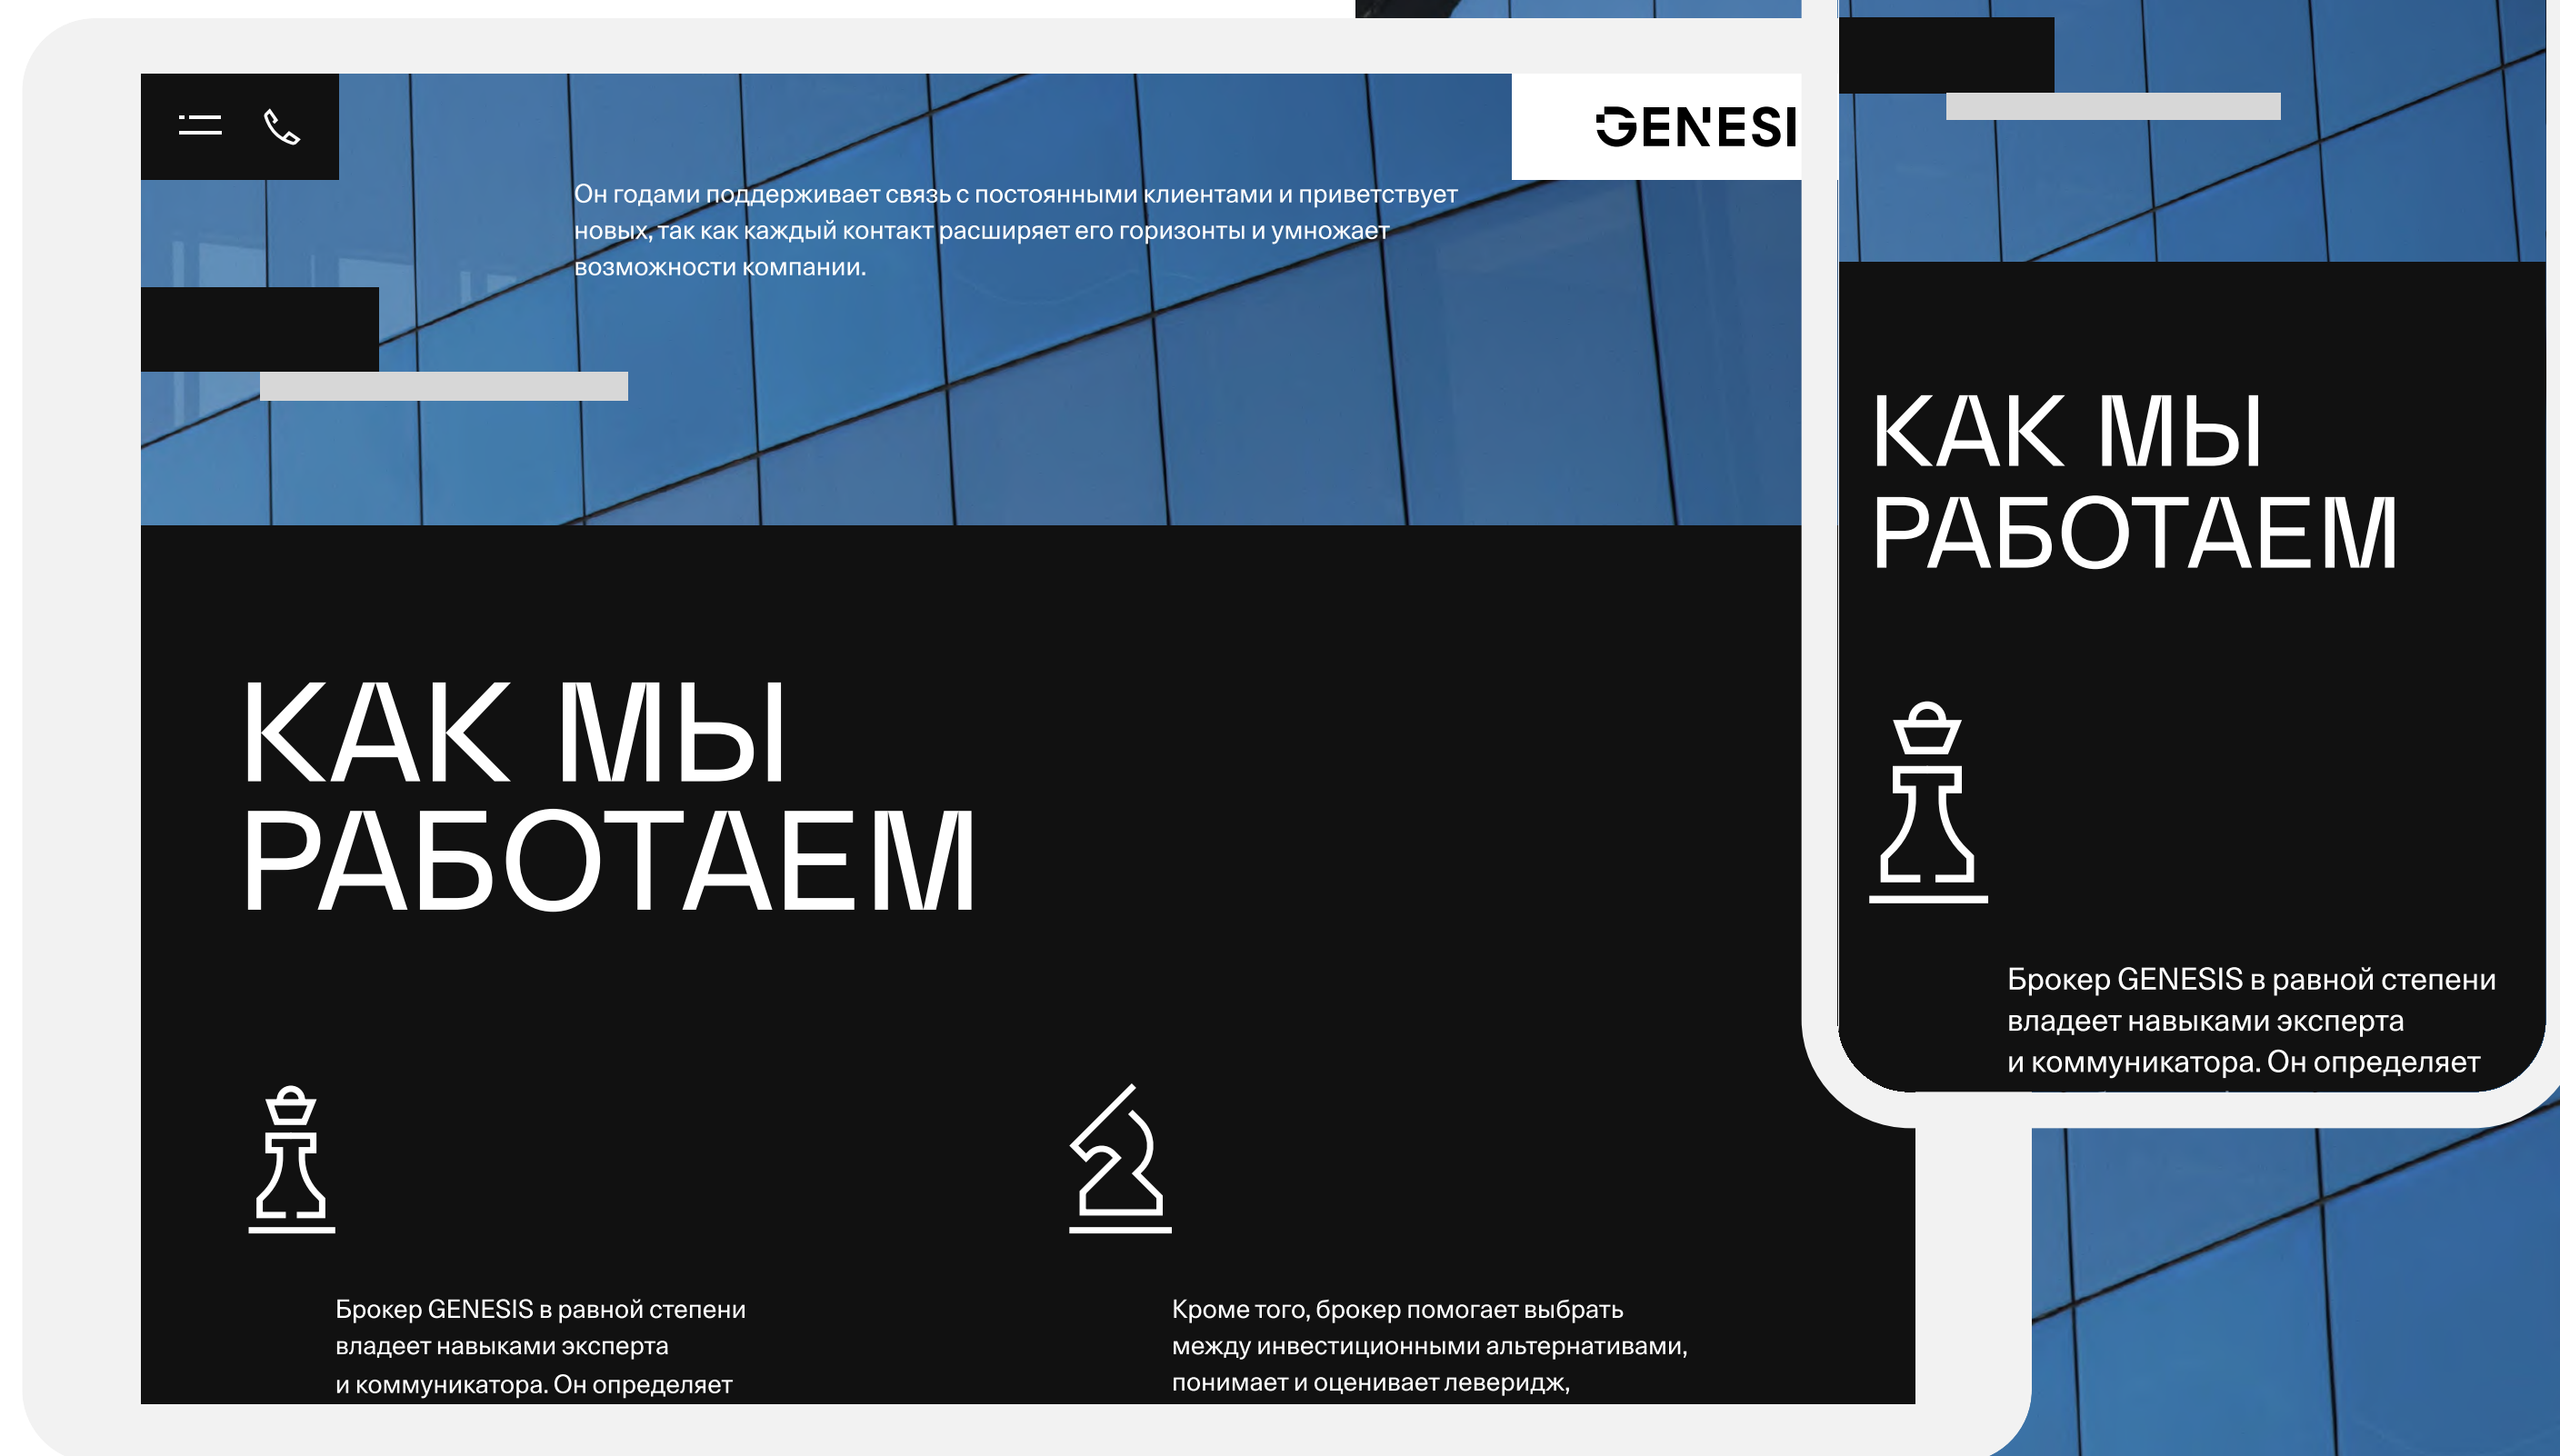 GENESI
Он годами поддерживает связь с постоянными клиентами и приветствует
новых, так как каждый контакт расширяет его горизонты и умножает
возможности компании.
КАК МЫ
РАБОТАЕМ
Брокер GENESIS в равной степени
владеет навыками эксперта
и коммуникатора. Он определяет
Кроме того, брокер помогает выбрать
между инвестиционными альтернативами,
понимает и оценивает леверидж,
КАК МЫ
РАБОТАЕМ
Брокер GENESIS в равной степени
владеет навыками эксперта
и коммуникатора. Он определяет